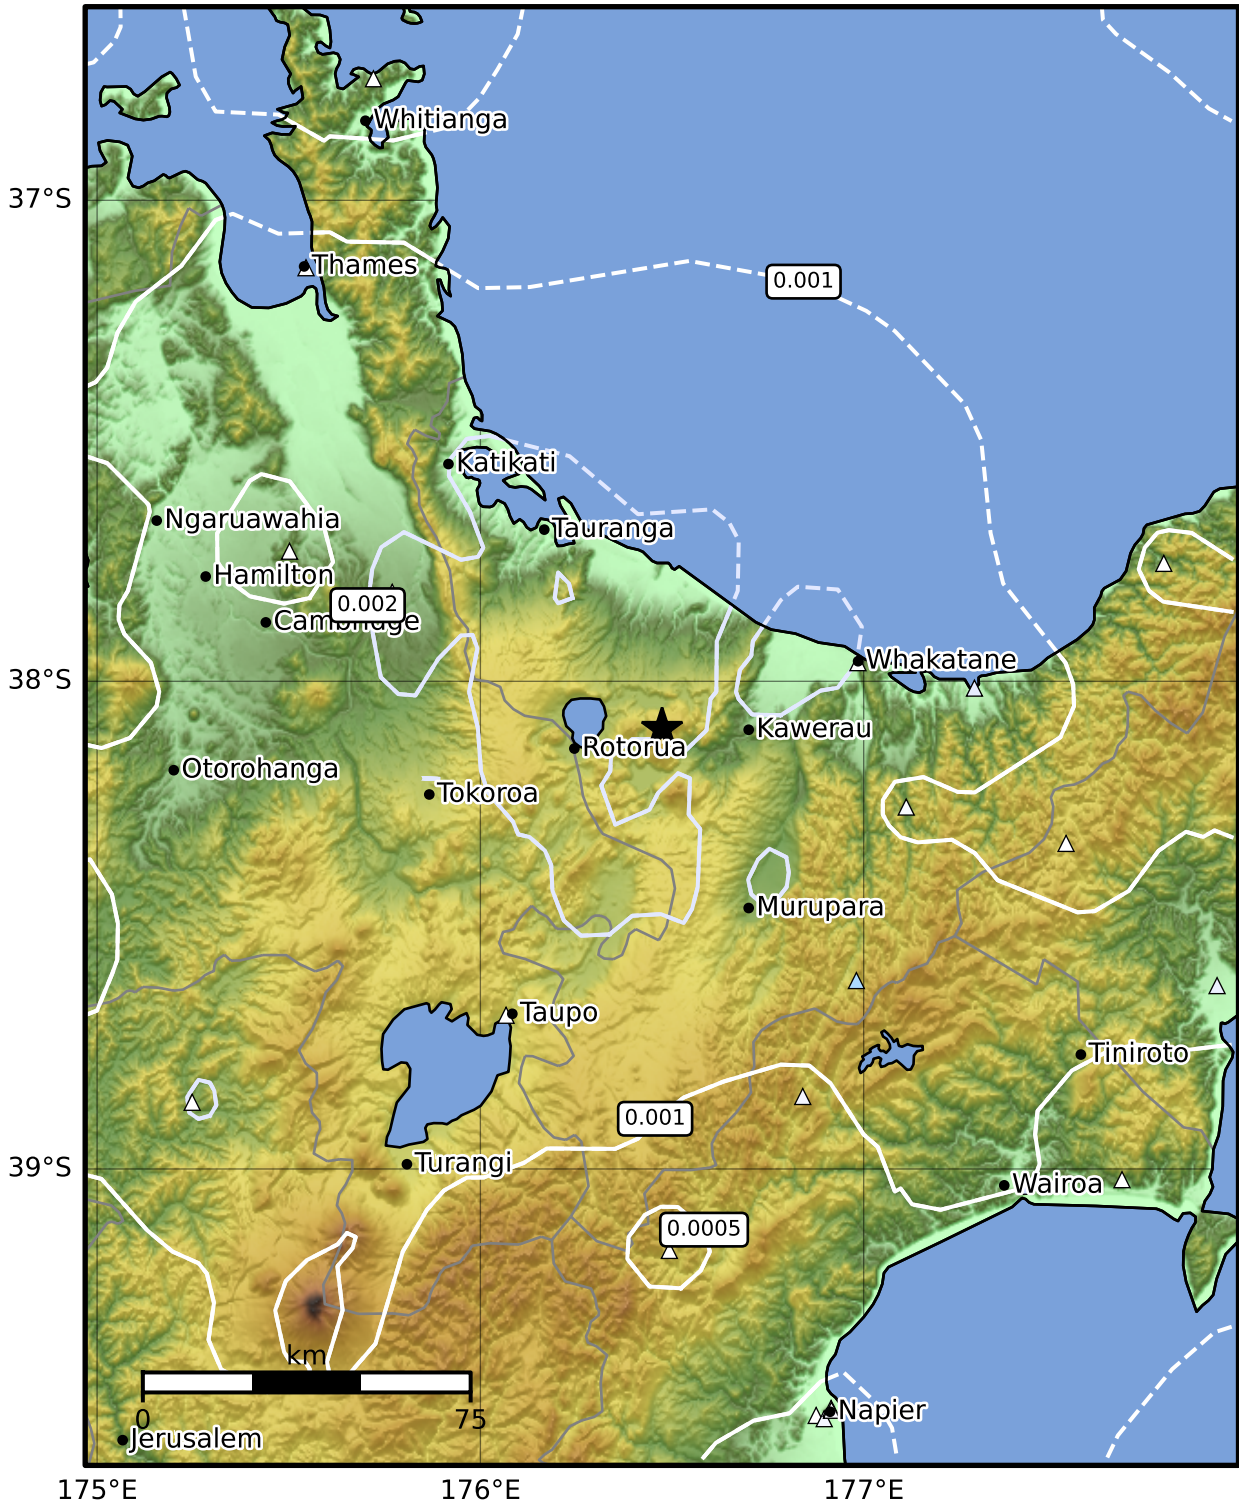 Whitianga
37°S
Thames
0.001
Katikati
Ngaruawahia
Tauranga
Hamilton
0.002
Cambridge
Whakatane
38°S
Kawerau
Rotorua
Otorohanga
Tokoroa
Murupara
Taupo
Tiniroto
0.001
Turangi
39°S
Wairoa
0.0005
km
0
75
Napier
Jerusalem
175°E
176°E
177°E